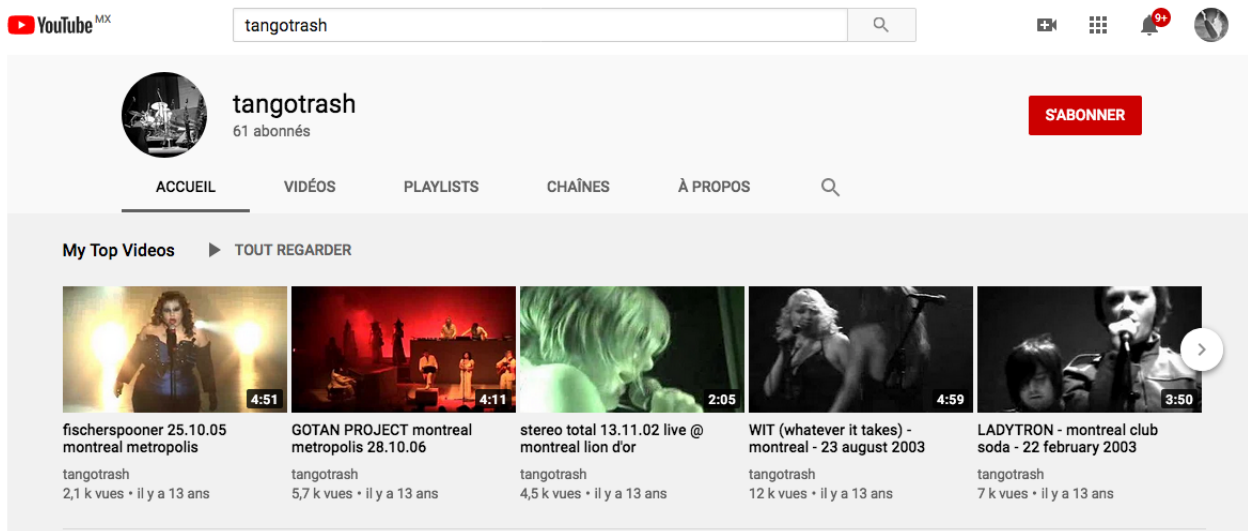 YouTube MX
tangotrash
9+
tangotrash
61 abonnés
S'ABONNER
ACCUEIL
VIDÉOS
PLAYLISTS
CHAÎNES
À PROPOS
My Top Videos
TOUT REGARDER
4:51
4:11
2:05
4:59
3:50
fischerspooner 25.10.05
montreal metropolis
tangotrash
2,1 k vues • il y a 13 ans
GOTAN PROJECT montreal
metropolis 28.10.06
tangotrash
5,7 k vues • il y a 13 ans
stereo total 13.11.02 live @
montreal lion d'or
tangotrash
4,5 k vues • il y a 13 ans
WIT (whatever it takes) -
montreal - 23 august 2003
tangotrash
12 k vues • il y a 13 ans
LADYTRON - montreal club
soda - 22 february 2003
tangotrash
7 k vues • il y a 13 ans